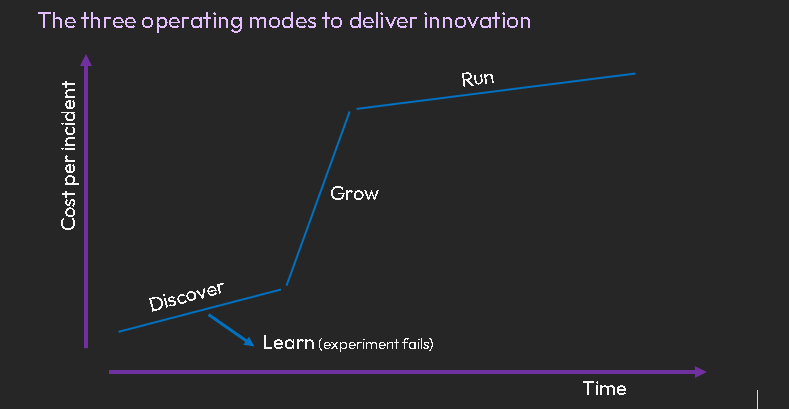 The three operating modes to deliver innovation
Cost per incident
Run
Grow
Discover
Learn (experiment fails)
Time